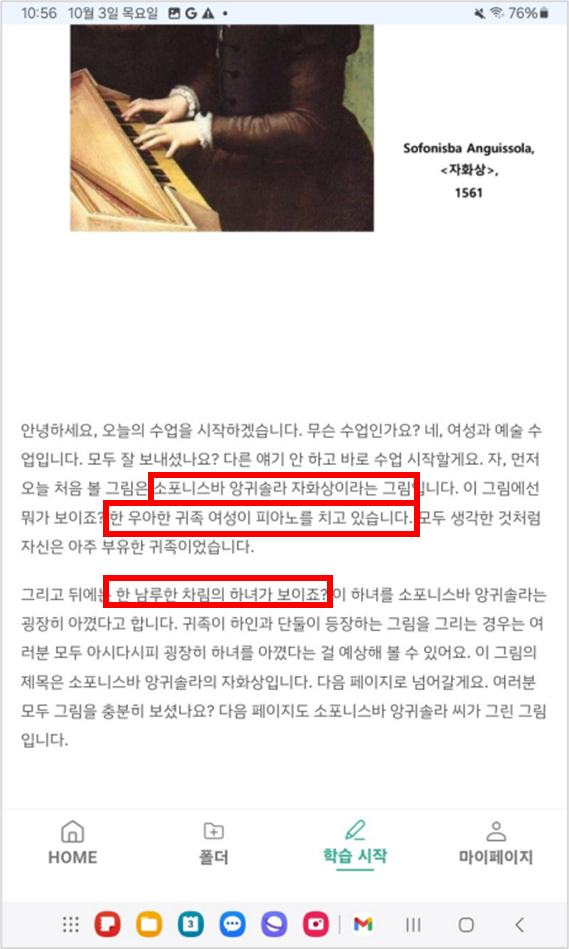 10:56 10월 3일 목요일 G 76%
Sofonisba Anguissola,
<자화상>,
1561
안녕하세요, 오늘의 수업을 시작하겠습니다. 무슨 수업인가요? 네, 여성과 예술 수
업입니다. 모두 잘 보내셨나요? 다른 얘기 안 하고 바로 수업 시작할게요. 자, 먼저
오늘 처음 볼 그림은 소포니스바 앙귀솔라 자화상이라는 그림입니다. 이 그림에선
뭐가 보이죠? 한 우아한 귀족 여성이 피아노를 치고 있습니다. 모두 생각한 것처럼
자신은 아주 부유한 귀족이었습니다.
그리고 뒤에는 한 남루한 차림의 하녀가 보이죠? 이 하녀를 소포니스바 앙귀솔라는
굉장히 아꼈다고 합니다. 귀족이 하인과 단둘이 등장하는 그림을 그리는 경우는 여
러분 모두 아시다시피 굉장히 하녀를 아꼈다는 걸 예상해 볼 수 있어요. 이 그림의
제목은 소포니스바 앙귀솔라의 자화상입니다. 다음 페이지로 넘어갈게요. 여러분
모두 그림을 충분히 보셨나요? 다음 페이지도 소포니스바 앙귀솔라 씨가 그린 그림
입니다.
HOME 폴더 학습 시작 마이페이지
3